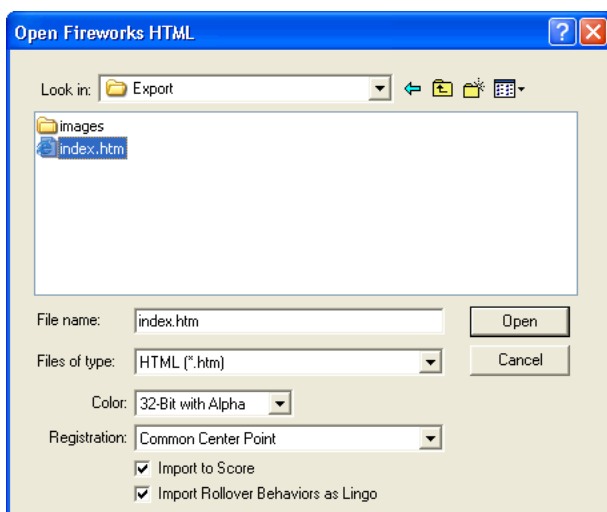 Open Fireworks HTML
Look in: Export
images
index.htm
File name: index.htm Open
Files of type: HTML (*.htm) Cancel
Color: 32-Bit with Alpha
Registration: Common Center Point
Import to Score
Import Rollover Behaviors as Lingo